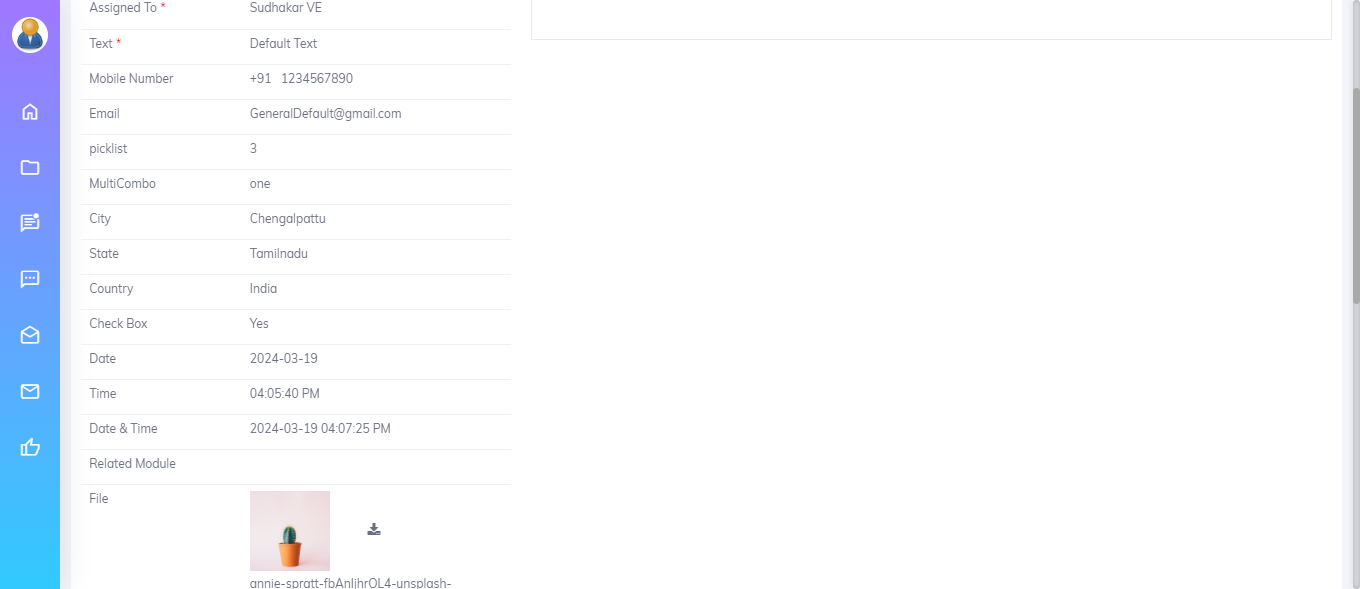 Assigned To * Sudhakar VE
Text * Default Text
Mobile Number +91 1234567890
Email GeneralDefault@gmail.com
picklist 3
MultiCombo one
City Chengalpattu
State Tamilnadu
Country India
Check Box Yes
Date 2024-03-19
Time 04:05:40 PM
Date & Time 2024-03-19 04:07:25 PM
Related Module
File
annie-spratt-fbAnIjhrOL4-unsplash-